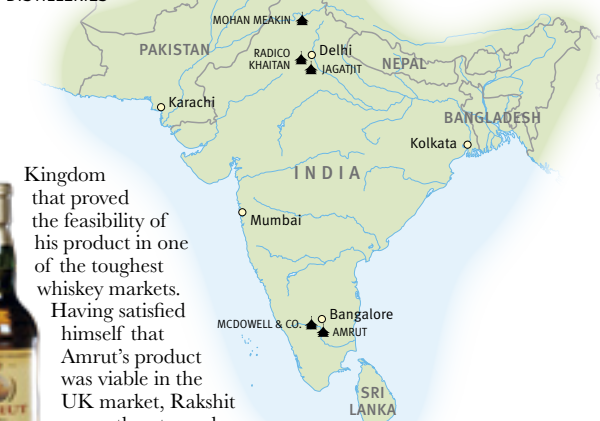 DISTILLERIES
MOHAN MEAKIN
PAKISTAN
RADICO
KHAITAN
Delhi
JAGATJIT
NEPAL
Karachi
BANGLADESH
Kolkata
INDIA
Mumbai
Bangalore
MCDOWELL & CO.
AMRUT
SRI
LANKA
Kingdom
that proved
the feasibility of
his product in one
of the toughest
whiskey markets.
Having satisfied
himself that
Amrut's product
was viable in the
UK market, Rakshit